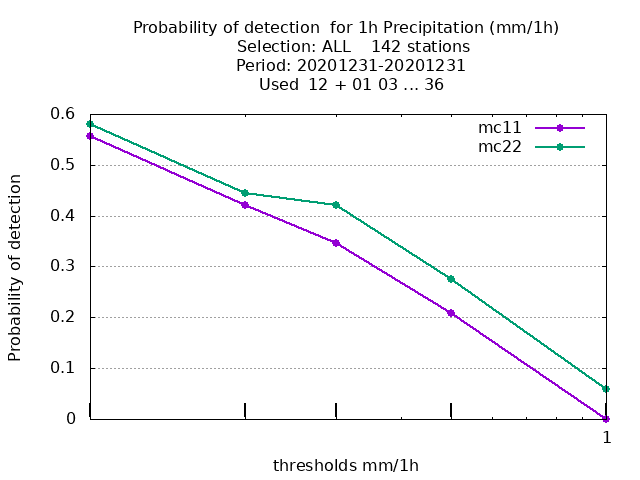 Probability of detection  for 1h Precipitation (mm/1h)
Selection: ALL    142 stations
Period: 20201231-20201231
Used  12 + 01 03 ... 36
mc11
mc22
0.6
0.5
0.4
0.3
0.2
0.1
0
Probability of detection
1
thresholds mm/1h